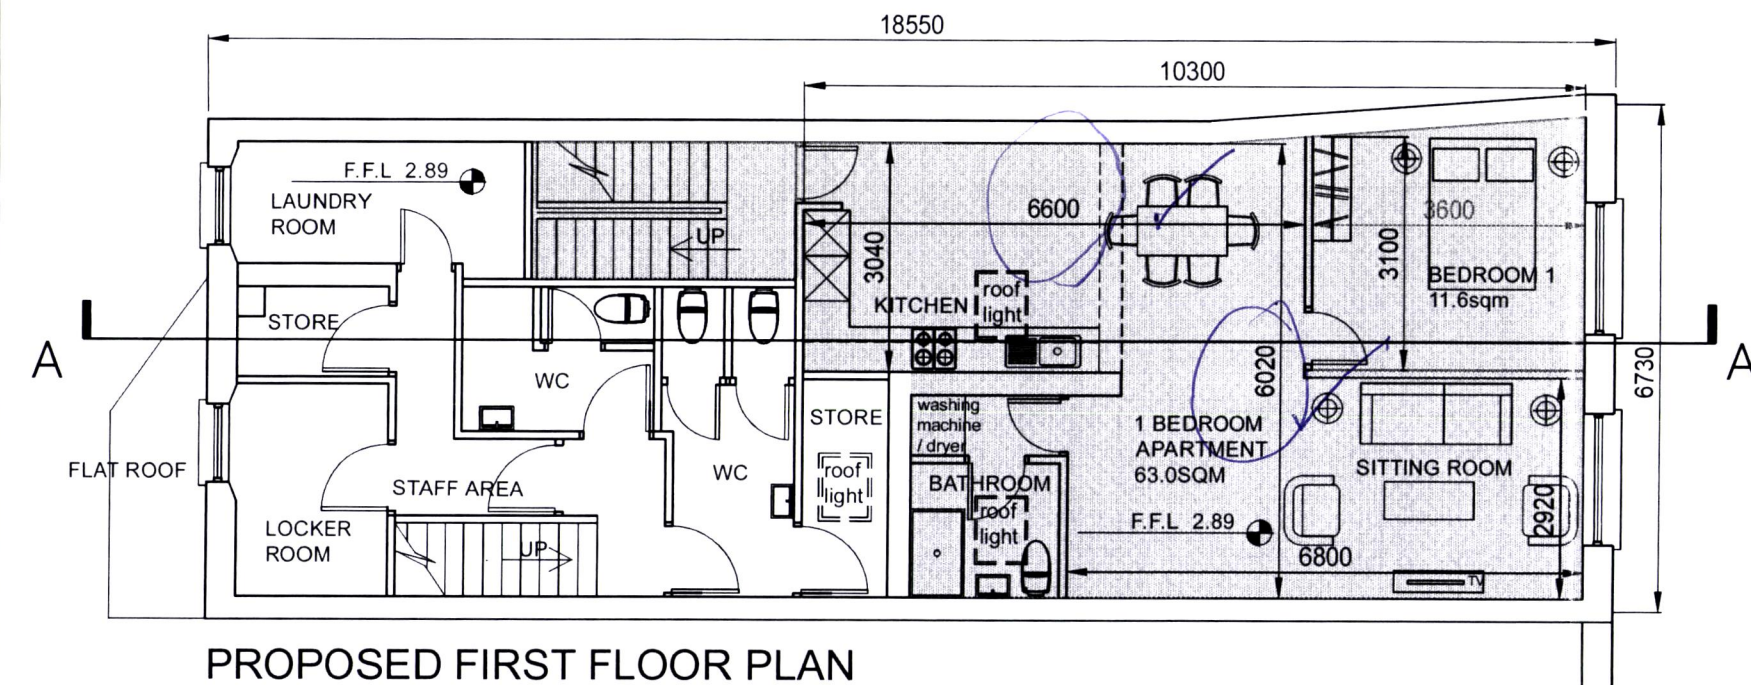 18550
10300
F.F.L 2.89
LAUNDRY
ROOM
UP
6600
3040
3600
3100
BEDROOM 1
11.6sqm
KITCHEN
roof
light
STORE
A
A
WC
6020
6730
STORE
washing
machine
/ dryer
1 BEDROOM
APARTMENT
63.0SQM
FLAT ROOF
STAFF AREA
WC
roof
light
BATHROOM
roof
light
SITTING ROOM
F.F.L 2.89
2920
LOCKER
ROOM
UP
6800
TV
PROPOSED FIRST FLOOR PLAN